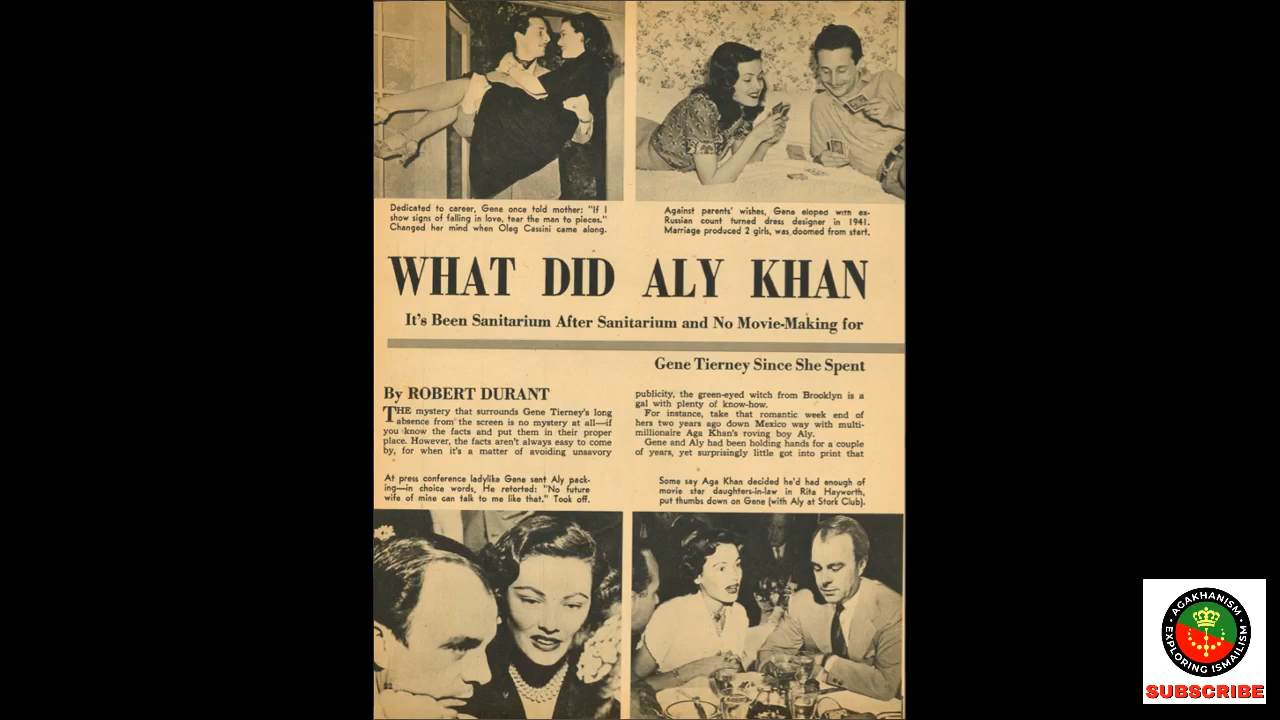 Dedicated to career, Gene once told mother: "If I
show signs of falling in love, tear the man to pieces."
Changed her mind when Oleg Cassini came along.
Against parents' wishes, Gene eloped with ex-
Russian count turned dress designer in 1941.
Marriage produced 2 girls, was doomed from start.
WHAT DID ALY KHAN
It's Been Sanitarium After Sanitarium and No Movie-Making for
Gene Tierney Since She Spent
By ROBERT DURANT
THE mystery that surrounds Gene Tierney's long
absence from the screen is no mystery at all—if
you know the facts and put them in their proper
place. However, the facts aren't always easy to come
by, for when it's a matter of avoiding unsavory
publicity, the green-eyed witch from Brooklyn is a
gal with plenty of know-how.
For instance, take that romantic week end of
hers two years ago down Mexico way with multi-
millionaire Aga Khan's roving boy Aly.
Gene and Aly had been holding hands for a couple
of years, yet surprisingly little got into print that
At press conference ladylike Gene sent Aly pack-
ing—in choice words. He retorted: "No future
wife of mine can talk to me like that." Took off.
Some say Aga Khan decided he'd had enough of
movie star daughters-in-law in Rita Hayworth,
put thumbs down on Gene (with Aly at Stork Club).
22
AGAKHANISM
EXPLORING ISMAILISM
SUBSCRIBE